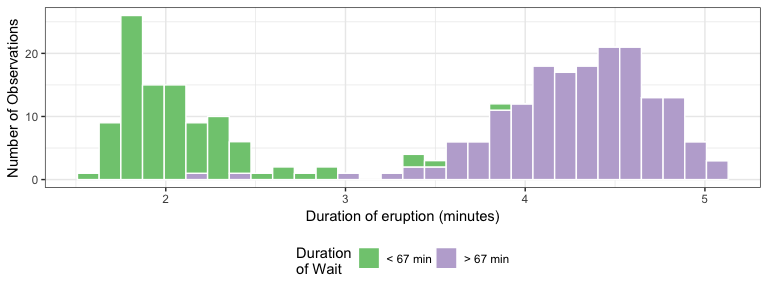 Number of Observations
20
10
0
2
3
4
5
Duration of eruption (minutes)
Duration
of Wait
< 67 min
> 67 min